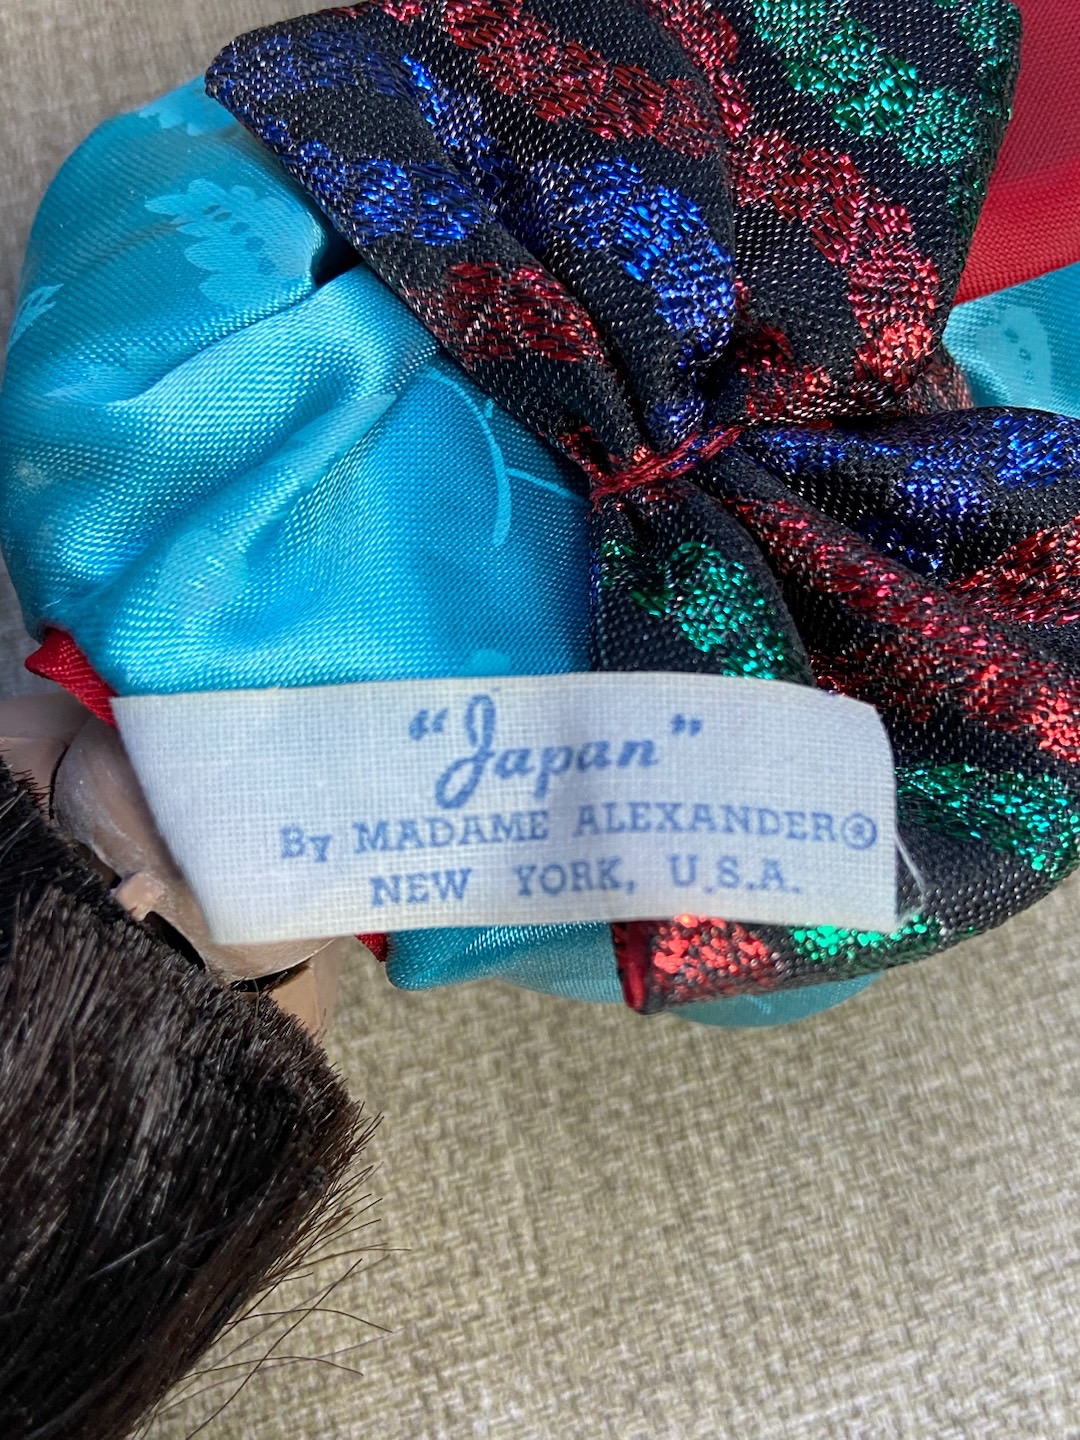 “Japan”
By MADAME ALEXANDER®
NEW YORK, U.S.A.